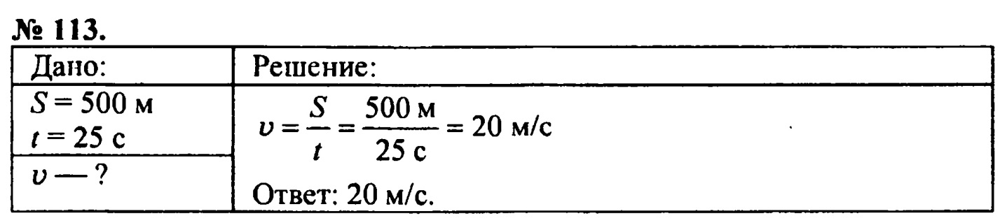 № 113.
Дано:
S = 500 м
t = 25 с
υ — ?
Решение:
υ = S/t = 500 м/25 с = 20 м/с
Ответ: 20 м/с.